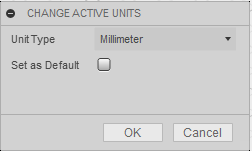 CHANGE ACTIVE UNITS
Unit Type Millimeter
Set as Default
OK Cancel